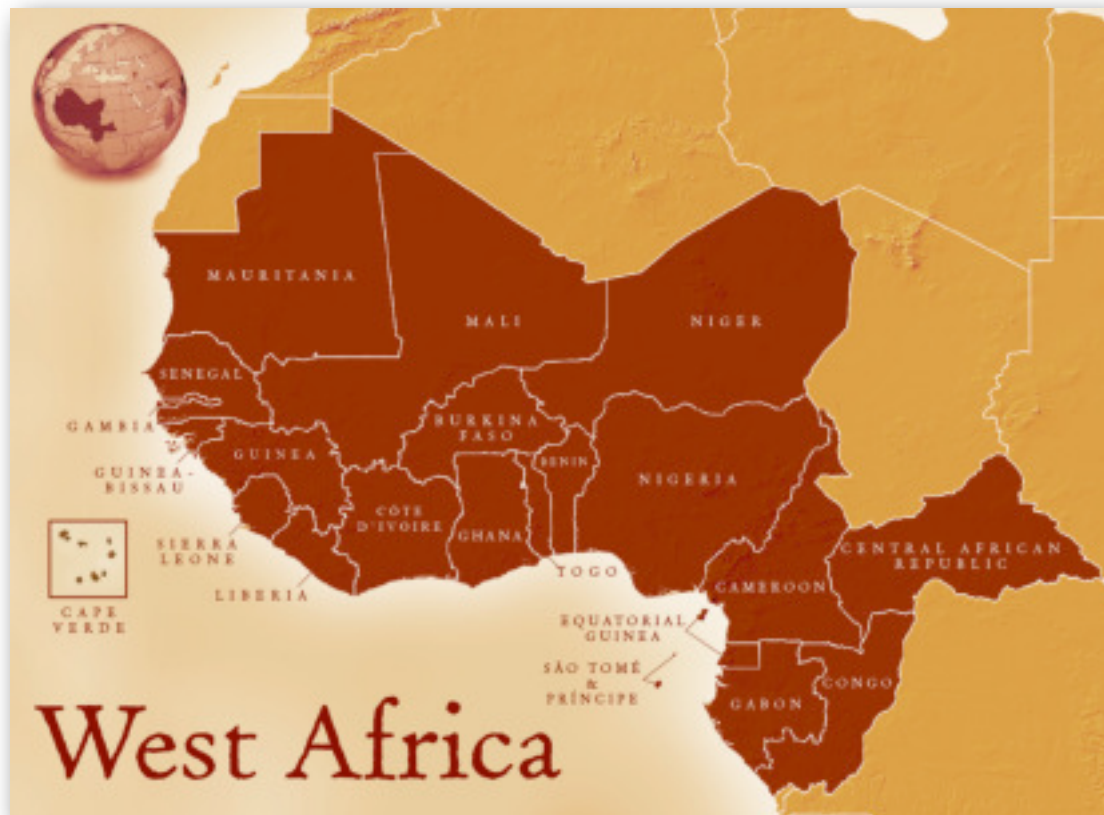 MAURITANIA
MALI
NIGER
SENEGAL
GAMBIA
BURKINA
FASO
GUINEA
BENIN
GUINEA-
BISSAU
NIGERIA
CÔTE
D'IVOIRE
GHANA
SIERRA
LEONE
CENTRAL AFRICAN
REPUBLIC
TOGO
LIBERIA
CAMEROON
CAPE
VERDE
EQUATORIAL
GUINEA
SÃO TOMÉ
&
PRÍNCIPE
CONGO
GABON
West Africa